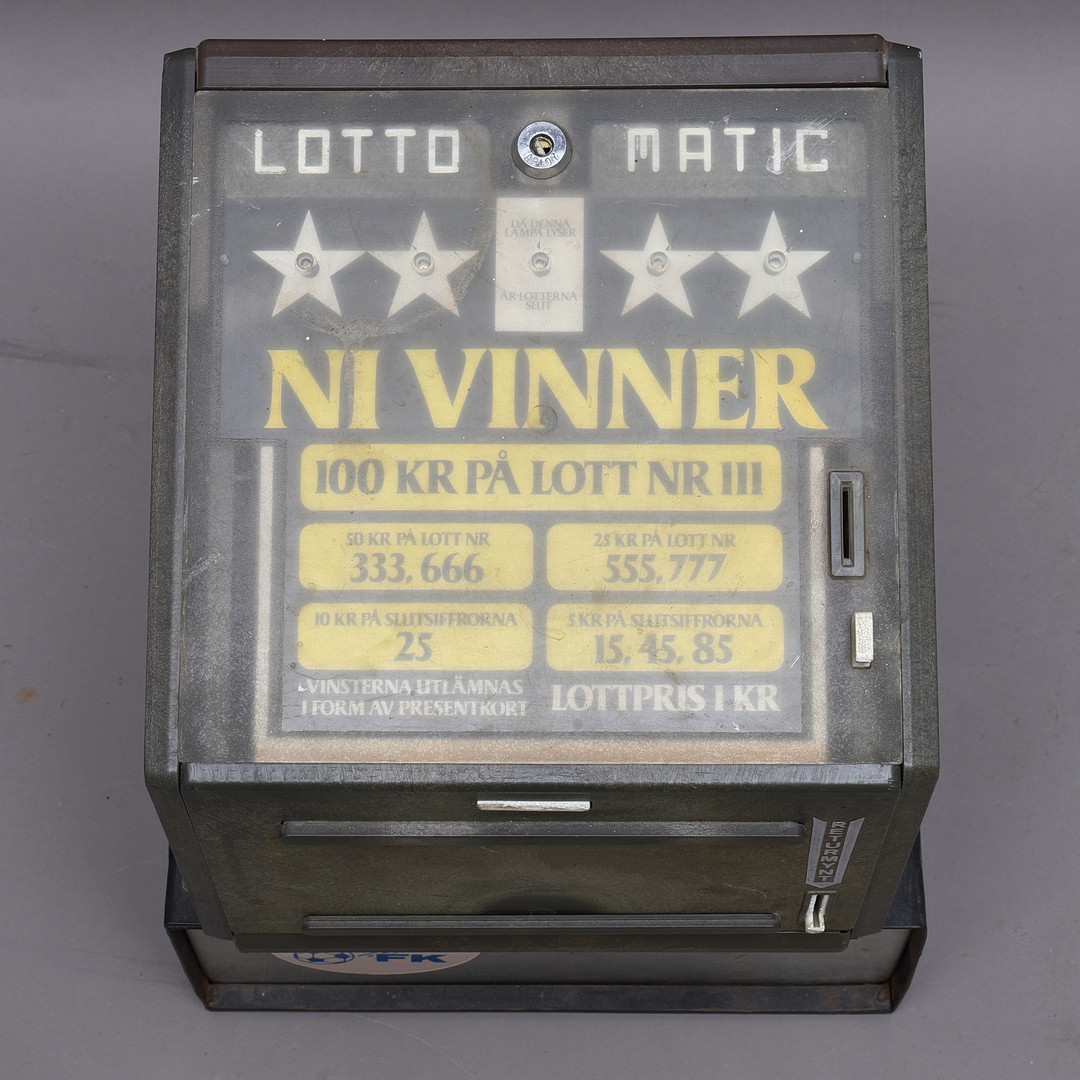 LOTTO MATIC
DÅ DENNA
LAMPA LYSER
ÄR LOTTERNA
SLUT
NI VINNER
100 KR PÅ LOTT NR 111
50 KR PÅ LOTT NR
333, 666
25 KR PÅ LOTT NR
555, 777
10 KR PÅ SLUTSIFFRORNA
25
5 KR PÅ SLUTSIFFRORNA
15, 45, 85
VINSTERNA UTLÄMNAS
I FORM AV PRESENTKORT
LOTTPRIS 1 KR
RETURMYNT
FK